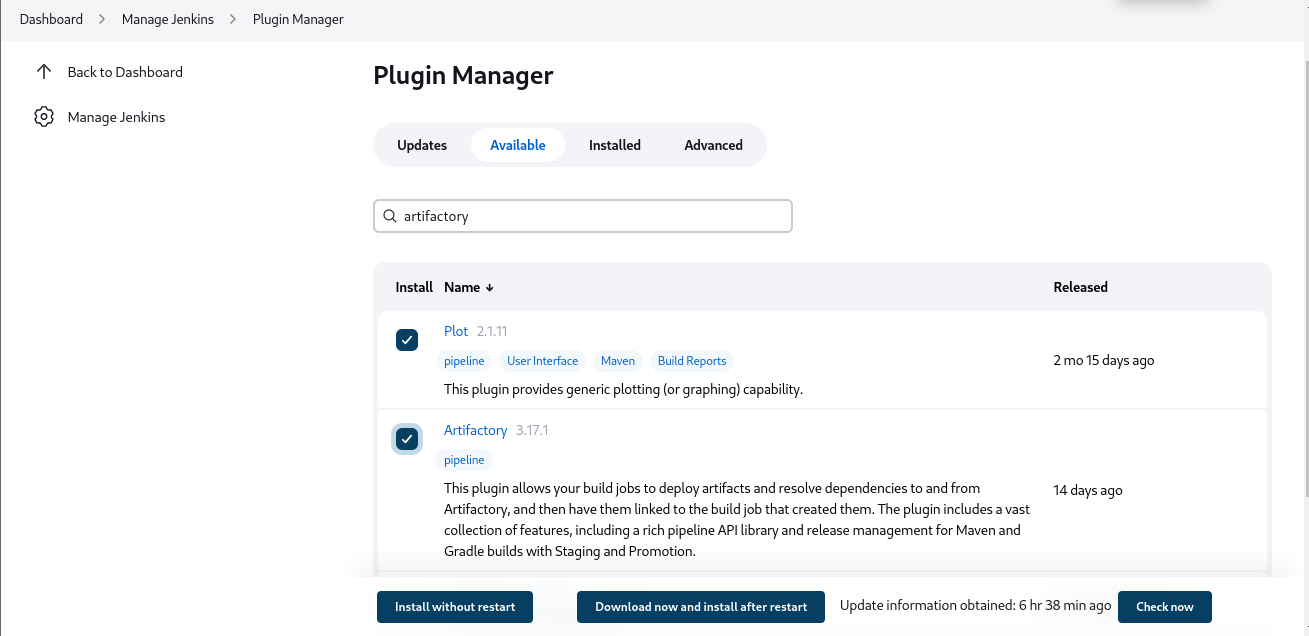 Dashboard > Manage Jenkins > Plugin Manager
Back to Dashboard
Manage Jenkins
Plugin Manager
Updates Available Installed Advanced
artifactory
Install Name ↓ Released
Plot 2.1.11
pipeline User Interface Maven Build Reports
2 mo 15 days ago
This plugin provides generic plotting (or graphing) capability.
Artifactory 3.17.1
pipeline
This plugin allows your build jobs to deploy artifacts and resolve dependencies to and from
Artifactory, and then have them linked to the build job that created them. The plugin includes a vast
collection of features, including a rich pipeline API library and release management for Maven and
Gradle builds with Staging and Promotion.
14 days ago
Install without restart Download now and install after restart Update information obtained: 6 hr 38 min ago Check now